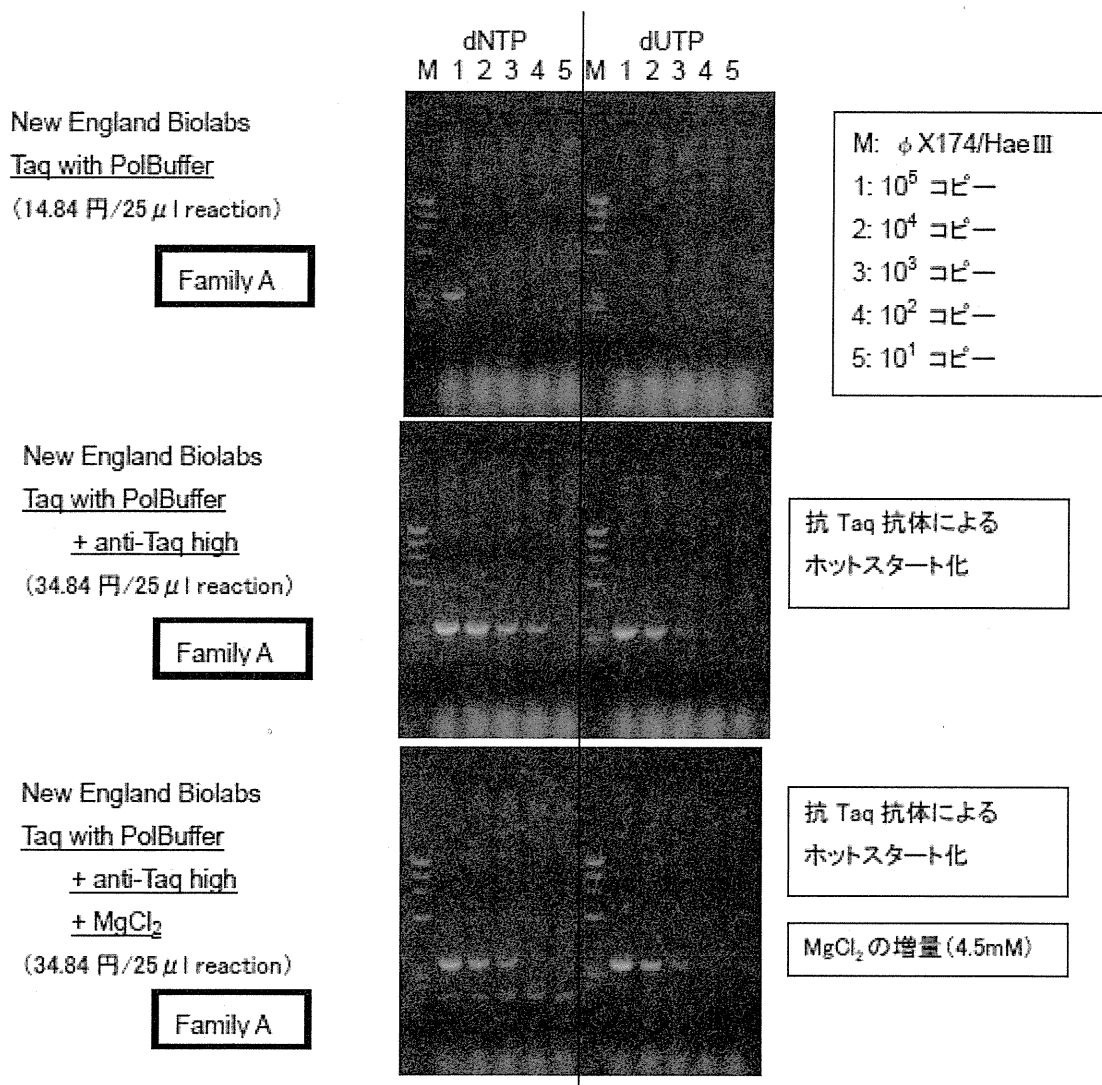 dNTP dUTP
M 1 2 3 4 5 M 1 2 3 4 5
New England Biolabs
Taq with PolBuffer
(14.84 円/25 μl reaction)
Family A
M: φX174/HaeⅢ
1: 10⁵ コピー
2: 10⁴ コピー
3: 10³ コピー
4: 10² コピー
5: 10¹ コピー
New England Biolabs
Taq with PolBuffer
+ anti-Taq high
(34.84 円/25 μl reaction)
Family A
抗 Taq 抗体による
ホットスタート化
New England Biolabs
Taq with PolBuffer
+ anti-Taq high
+ MgCl₂
(34.84 円/25 μl reaction)
Family A
抗 Taq 抗体による
ホットスタート化
MgCl₂の増量(4.5mM)